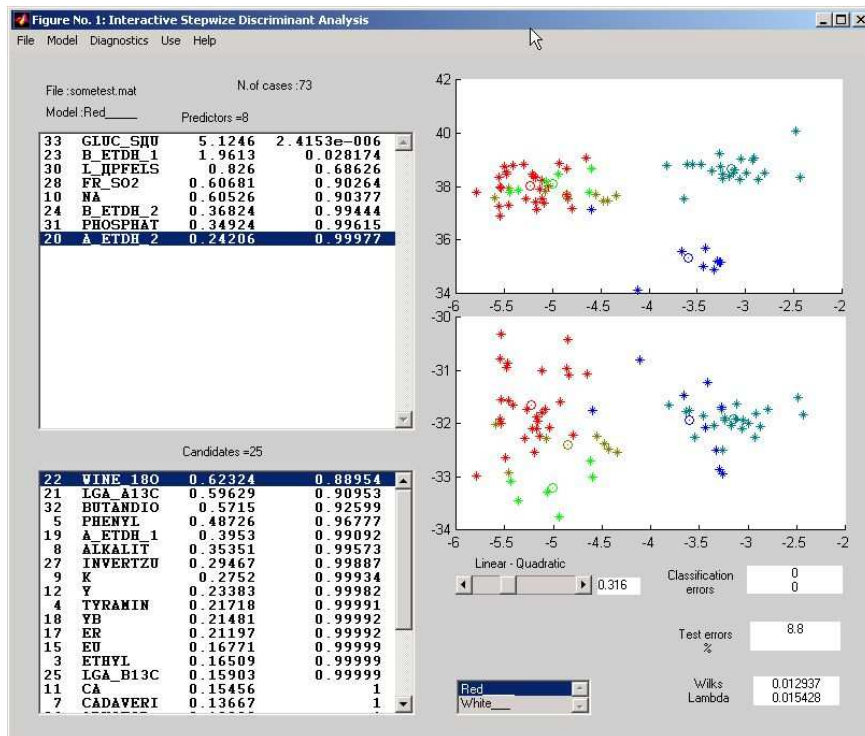 Figure No. 1: Interactive Stepwize Discriminant Analysis
File Model Diagnostics Use Help
File :sometest.mat
N.of cases :73
Model :Red_____
Predictors =8
33 GLUC_SДU 5.1246 2.4153e-006
23 B_ETDH_1 1.9613 0.028174
30 L_ДPFELS 0.826 0.68626
28 FR_SO2 0.60681 0.90264
10 NA 0.60526 0.90377
24 B_ETDH_2 0.36824 0.99444
31 PHOSPHAT 0.34924 0.99615
20 A_ETDH_2 0.24206 0.99977
Candidates =25
22 WINE_18O 0.62324 0.88954
21 LGA_A13C 0.59629 0.90953
32 BUTANDIO 0.5715 0.92599
5 PHENYL 0.48726 0.96777
19 A_ETDH_1 0.3953 0.99092
8 ALKALIT 0.35351 0.99573
27 INVERTZU 0.29467 0.99887
9 K 0.2752 0.99934
12 Y 0.23383 0.99982
4 TYRAMIN 0.21718 0.99991
18 YB 0.21481 0.99992
17 ER 0.21197 0.99992
15 EU 0.16771 0.99999
3 ETHYL 0.16509 0.99999
25 LGA_B13C 0.15903 0.99999
11 CA 0.15456 1
7 CADAVERI 0.13667 1
42
40
38
36
34
-6 -5.5 -5 -4.5 -4 -3.5 -3 -2.5 -2
-30
-31
-32
-33
-34
-6 -5.5 -5 -4.5 -4 -3.5 -3 -2.5 -2
Linear - Quadratic
0.316
Classification errors
0
0
Test errors %
8.8
Wilks Lambda
0.012937
0.015428
Red_____
White___